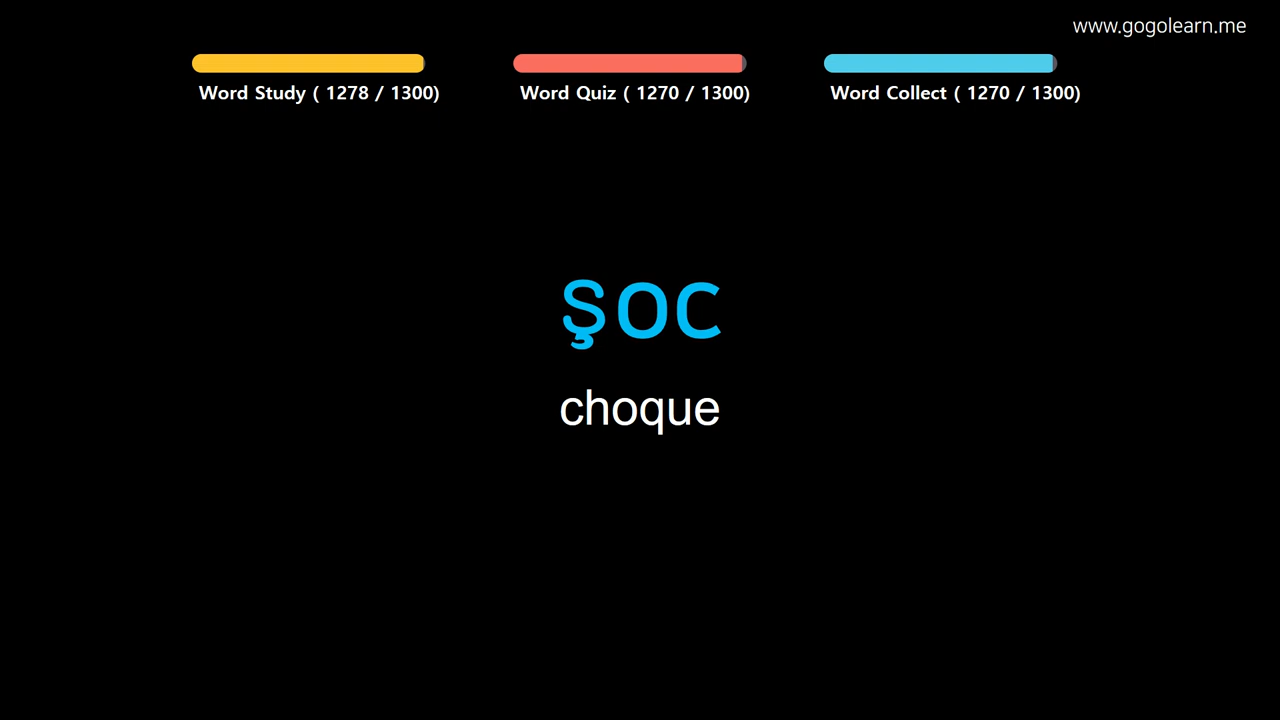 www.gogolearn.me
Word Study ( 1278 / 1300)
Word Quiz ( 1270 / 1300)
Word Collect ( 1270 / 1300)
şoc
choque